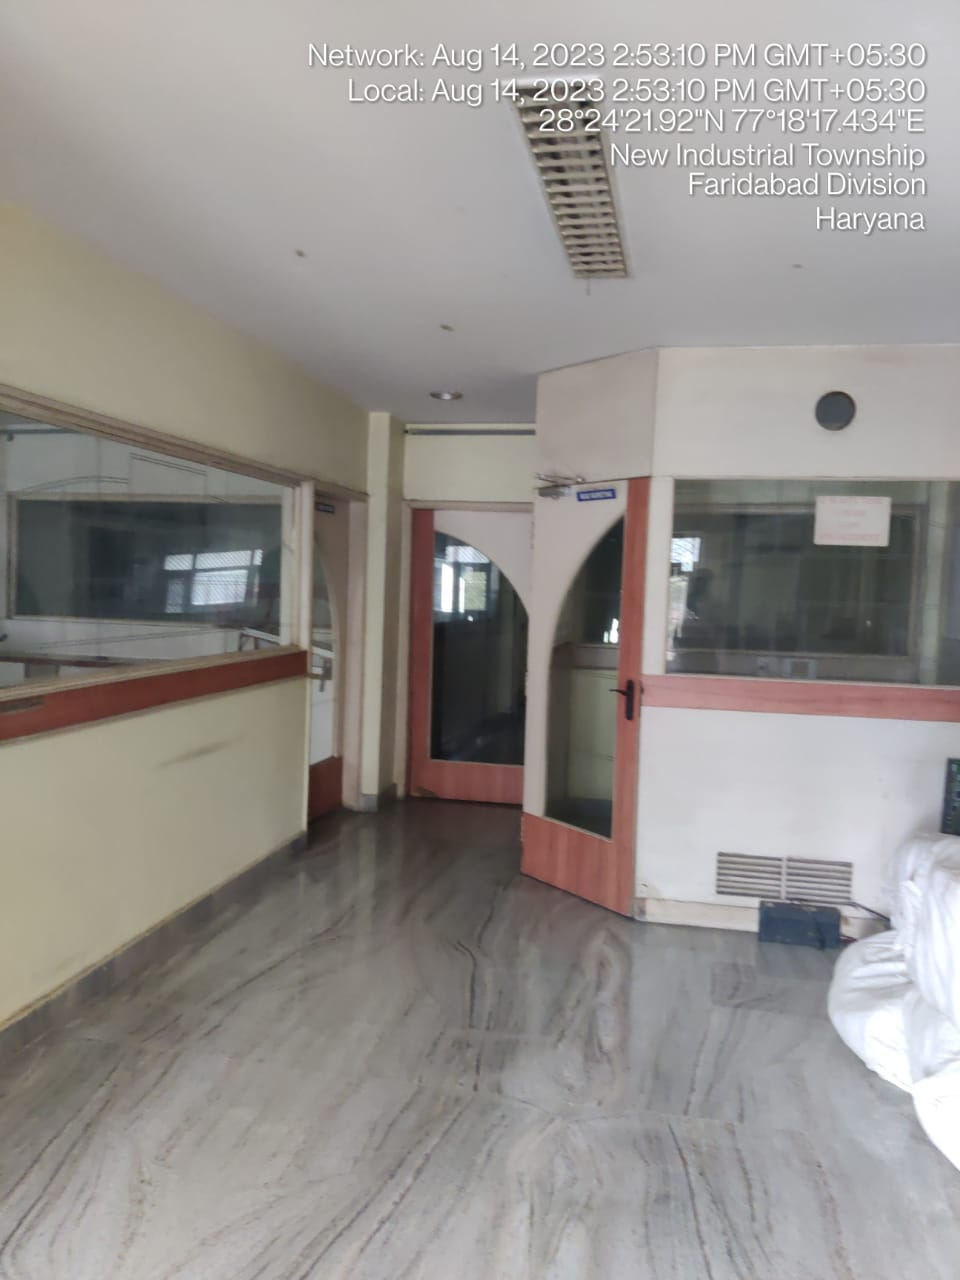 Network: Aug 14, 2023 2:53:10 PM GMT+05:30
Local: Aug 14, 2023 2:53:10 PM GMT+05:30
28°24'21.92"N 77°18'17.434"E
New Industrial Township
Faridabad Division
Haryana